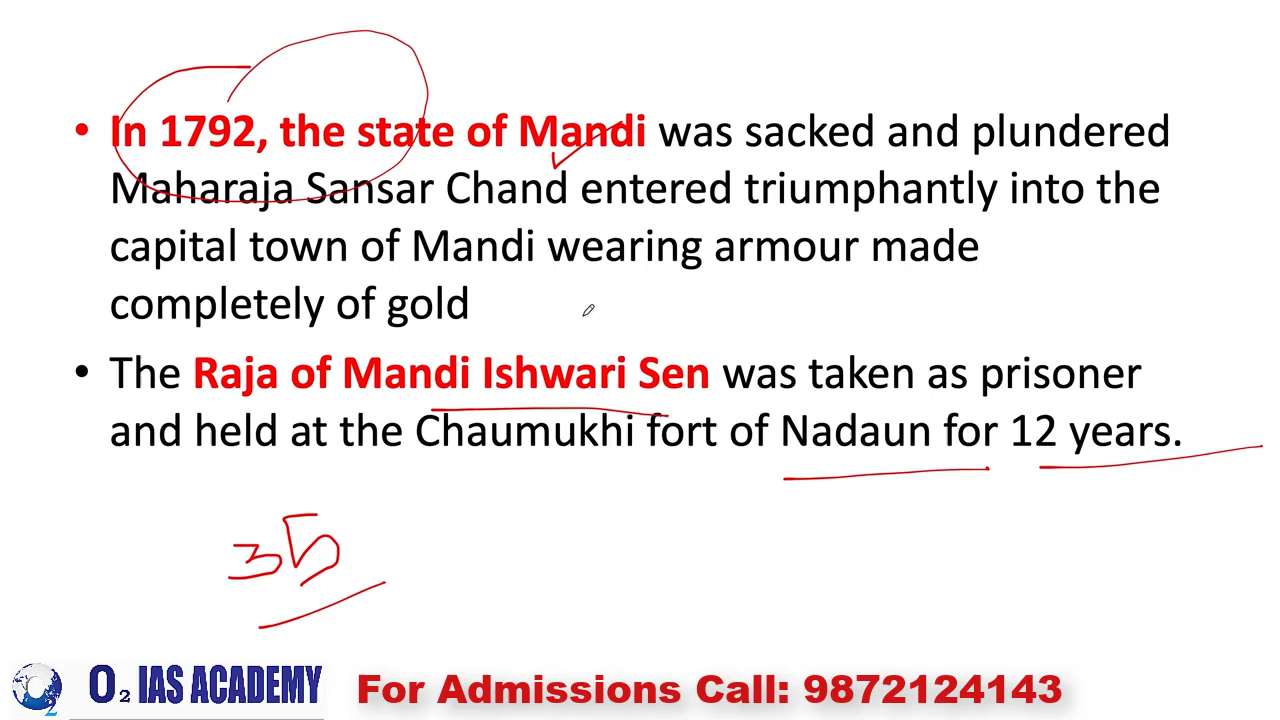 • In 1792, the state of Mandi was sacked and plundered
Maharaja Sansar Chand entered triumphantly into the
capital town of Mandi wearing armour made
completely of gold
• The Raja of Mandi Ishwari Sen was taken as prisoner
and held at the Chaumukhi fort of Nadaun for 12 years.
35
O2 IAS ACADEMY For Admissions Call: 9872124143